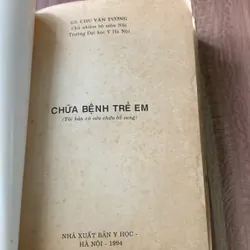 GS. CHU VĂN TƯỜNG
Chủ nhiệm bộ môn Nhi
Trường Đại học Y Hà Nội
CHỮA BỆNH TRẺ EM
(Tái bản có sửa chữa bổ sung)
NHÀ XUẤT BẢN Y HỌC -
HÀ NỘI - 1994